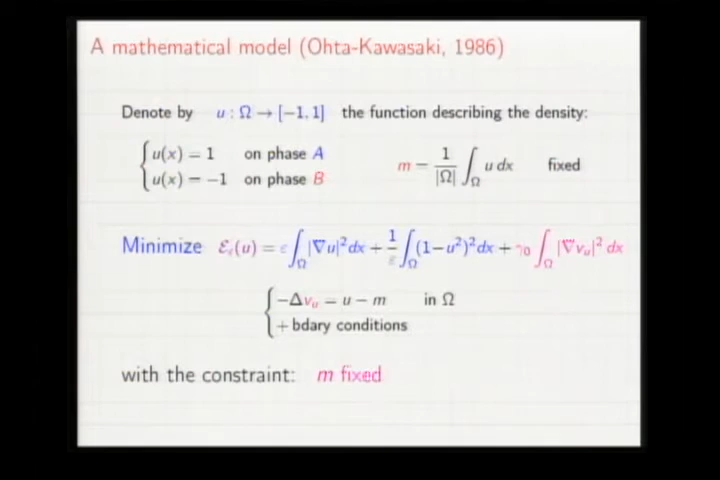 A mathematical model (Ohta-Kawasaki, 1986)
Denote by u : Ω → [−1, 1] the function describing the density:
{ u(x) = 1 on phase A
{ u(x) = −1 on phase B
m = 1/|Ω| ∫_Ω u dx fixed
Minimize ℰ_ε(u) = ε ∫_Ω |∇u|² dx + 1/ε ∫_Ω (1−u²)² dx + γ₀ ∫_Ω |∇v_u|² dx
{ −Δv_u = u − m in Ω
{ + bdary conditions
with the constraint: m fixed